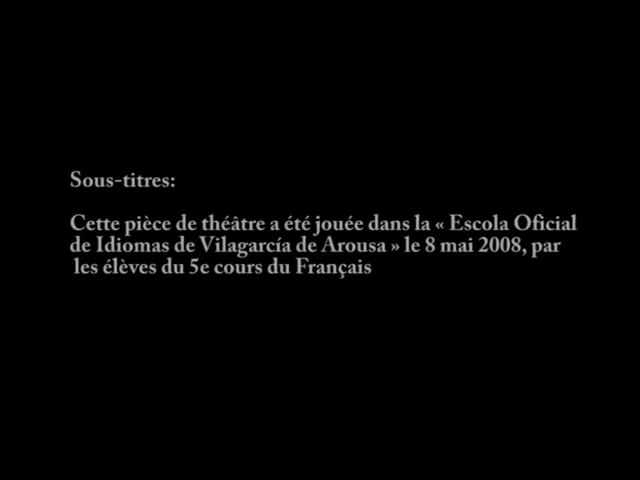 Sous-titres:
Cette pièce de théâtre a été jouée dans la « Escola Oficial
de Idiomas de Vilagarcía de Arousa » le 8 mai 2008, par
les élèves du 5e cours du Français